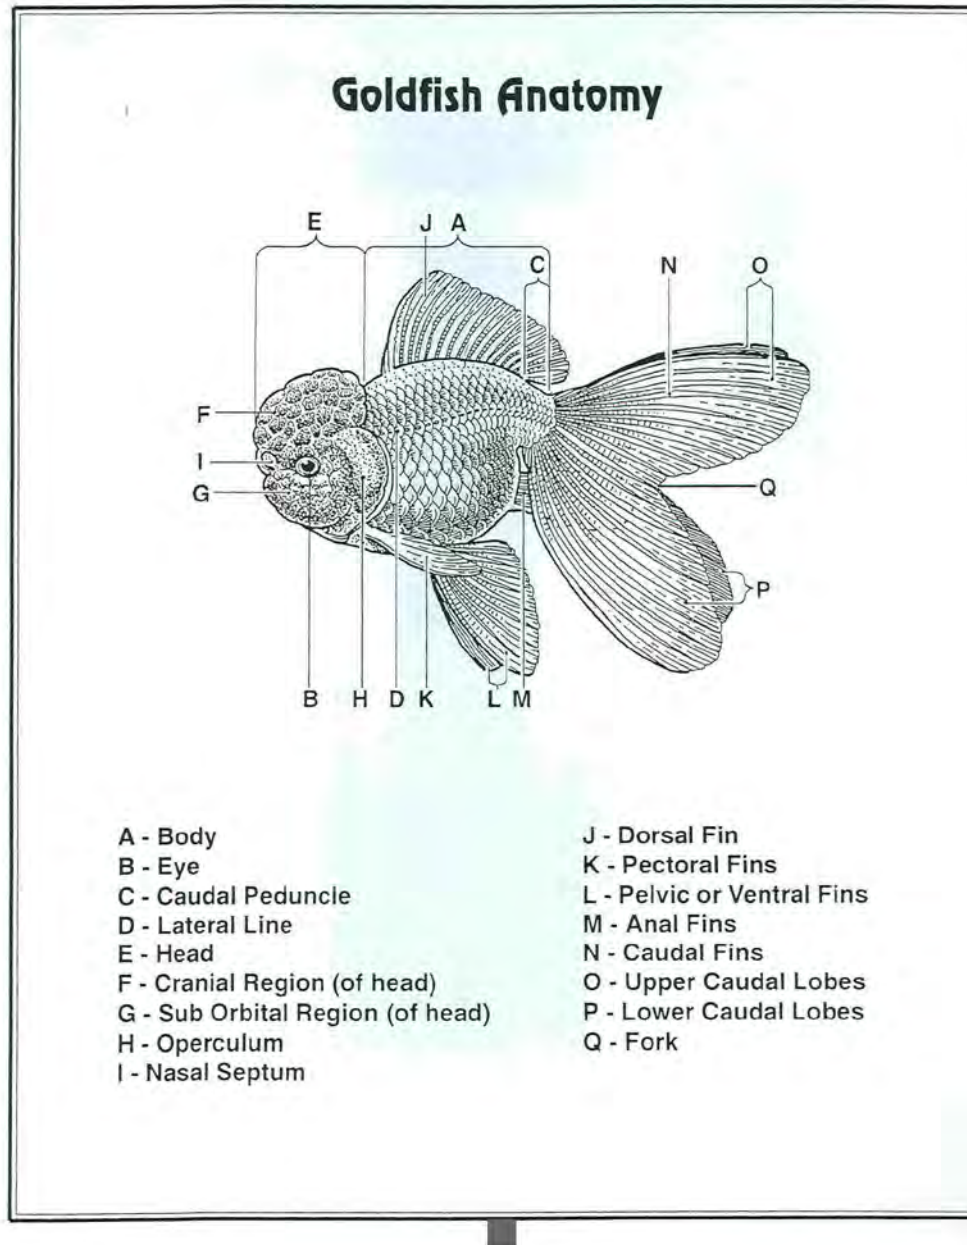 Goldfish Anatomy
E
J A
C
N
O
F
I
G
Q
P
B
H
D
K
L
M
A - Body
B - Eye
C - Caudal Peduncle
D - Lateral Line
E - Head
F - Cranial Region (of head)
G - Sub Orbital Region (of head)
H - Operculum
I - Nasal Septum
J - Dorsal Fin
K - Pectoral Fins
L - Pelvic or Ventral Fins
M - Anal Fins
N - Caudal Fins
O - Upper Caudal Lobes
P - Lower Caudal Lobes
Q - Fork